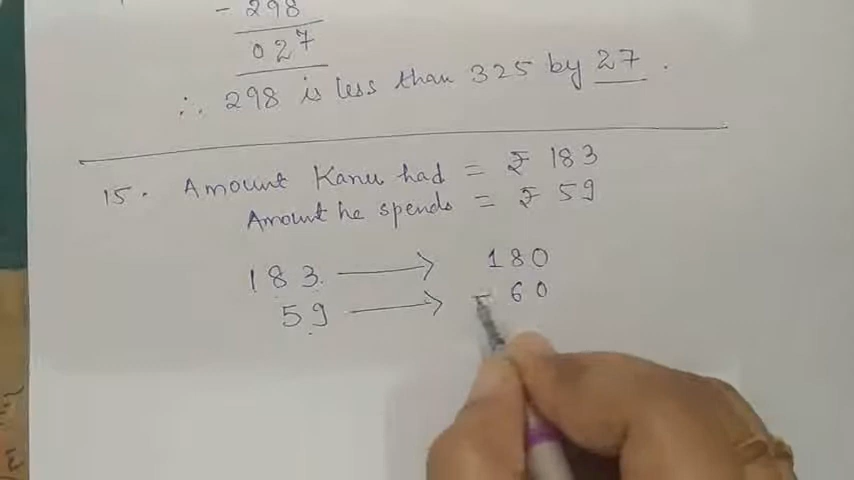 - 298
027
∴ 298 is less than 325 by 27.
15. Amount Kanu had = ₹ 183
Amount he spends = ₹ 59
183 → 180
59 → - 60